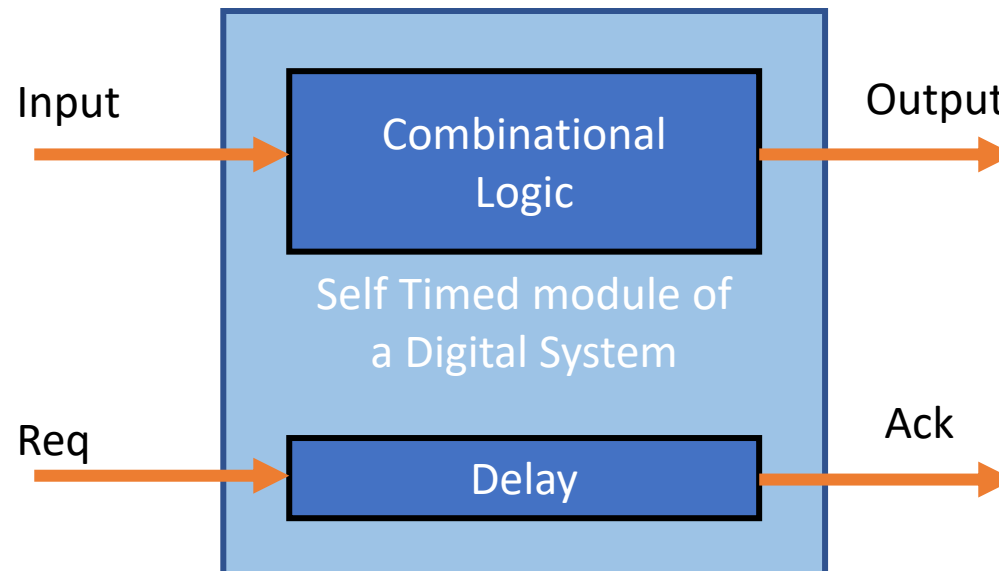 Input
Output
Combinational
Logic
Self Timed module of
a Digital System
Req
Ack
Delay